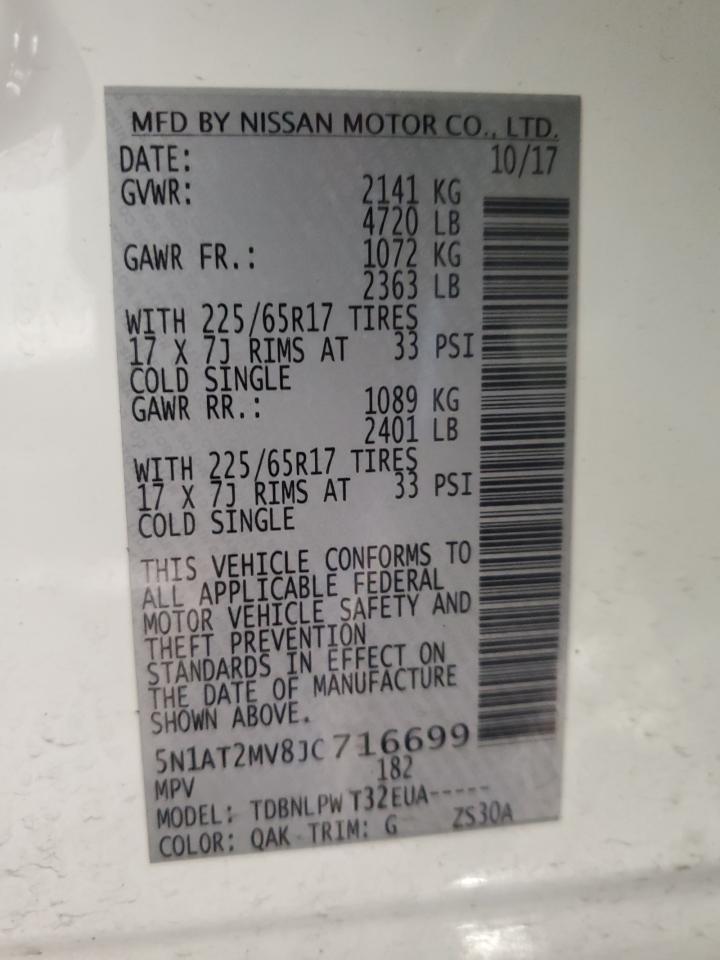 MFD BY NISSAN MOTOR CO., LTD.
DATE: 10/17
GVWR: 2141 KG
4720 LB
GAWR FR.: 1072 KG
2363 LB
WITH 225/65R17 TIRES
17 X 7J RIMS AT 33 PSI
COLD SINGLE
GAWR RR.: 1089 KG
2401 LB
WITH 225/65R17 TIRES
17 X 7J RIMS AT 33 PSI
COLD SINGLE
THIS VEHICLE CONFORMS TO
ALL APPLICABLE FEDERAL
MOTOR VEHICLE SAFETY AND
THEFT PREVENTION
STANDARDS IN EFFECT ON
THE DATE OF MANUFACTURE
SHOWN ABOVE.
5N1AT2MV8JC716699
MPV 182
MODEL: TDBNLPW T32EUA-----
COLOR: QAK TRIM: G ZS30A